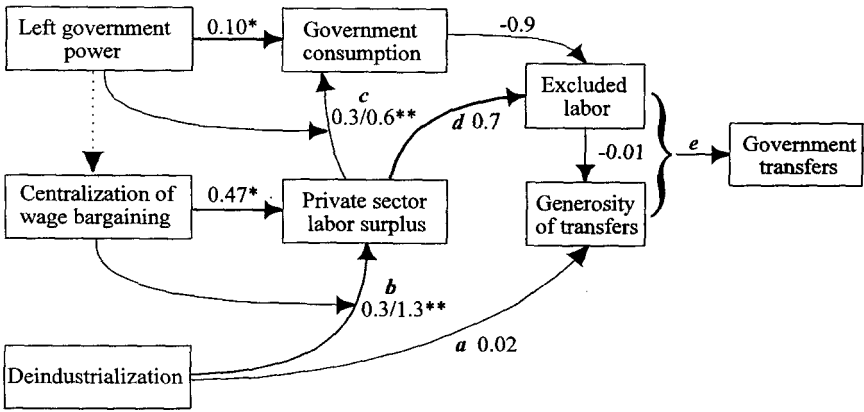 Left government
power
0.10*
Government
consumption
-0.9
Excluded
labor
c
0.3/0.6**
d 0.7
-0.01
e
Government
transfers
Centralization of
wage bargaining
0.47*
Private sector
labor surplus
Generosity
of transfers
b
0.3/1.3**
a 0.02
Deindustrialization